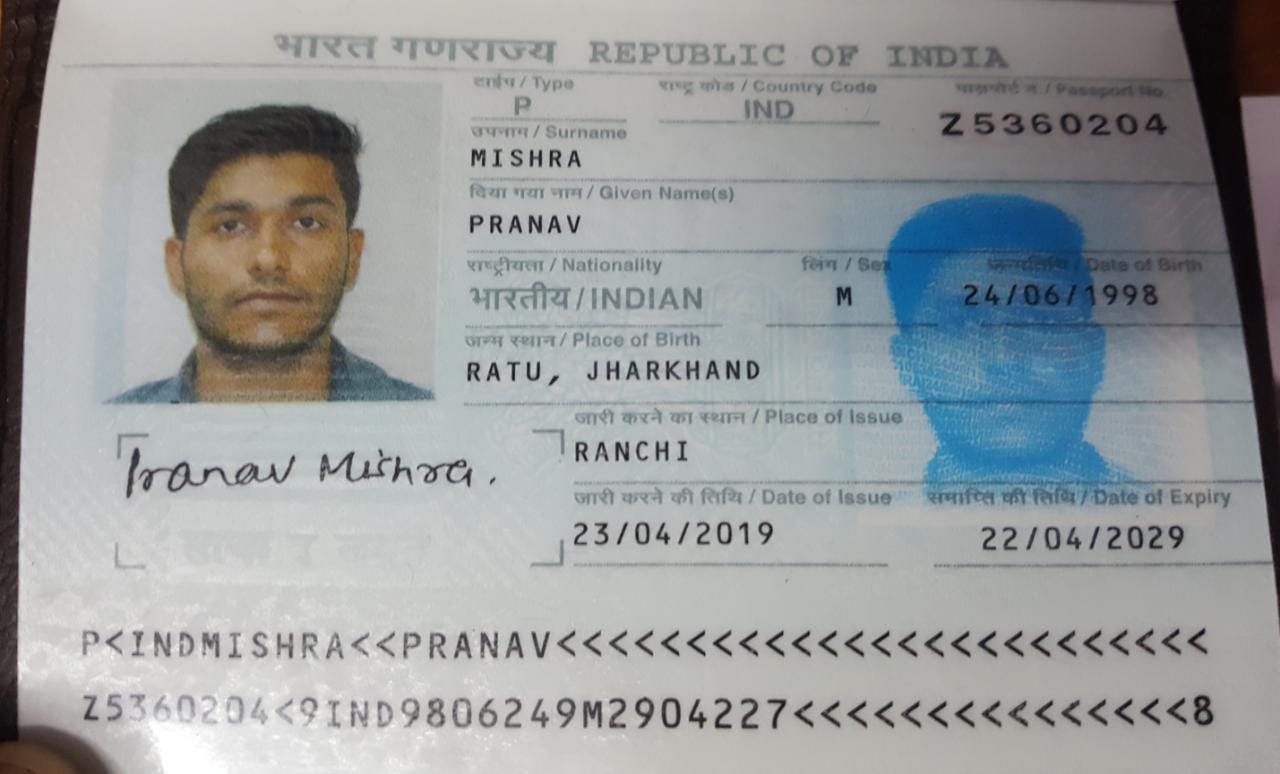 भारत गणराज्य REPUBLIC OF INDIA
टाईप / Type राष्ट्र कोड / Country Code पासपोर्ट न. / Passport No.
P IND Z5360204
उपनाम / Surname
MISHRA
दिया गया नाम / Given Name(s)
PRANAV
राष्ट्रीयता / Nationality लिंग / Sex जन्मतिथि / Date of Birth
भारतीय / INDIAN M 24/06/1998
जन्म स्थान / Place of Birth
RATU, JHARKHAND
जारी करने का स्थान / Place of Issue
RANCHI
Pranav Mishra.
जारी करने की तिथि / Date of Issue समाप्ति की तिथि / Date of Expiry
23/04/2019 22/04/2029
P<INDMISHRA<<PRANAV<<<<<<<<<<<<<<<<<<<<<<<<<
Z5360204<9IND9806249M2904227<<<<<<<<<<<<<<<8